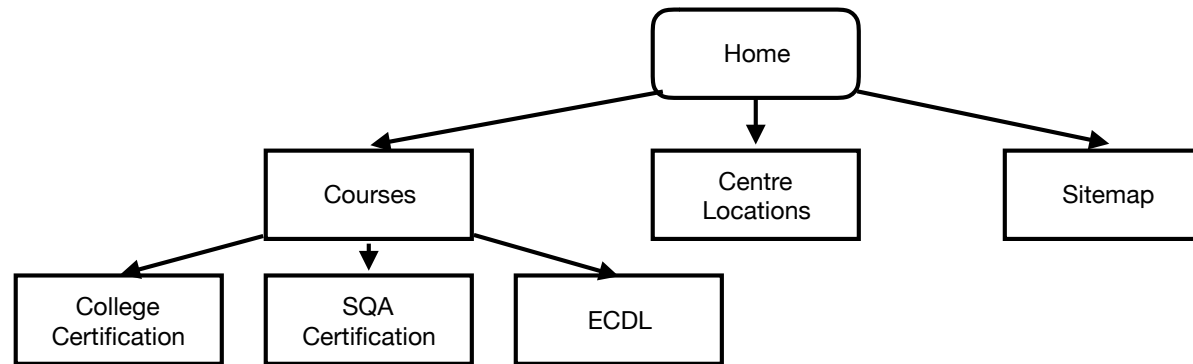 Home
Courses
Centre
Locations
Sitemap
College
Certification
SQA
Certification
ECDL